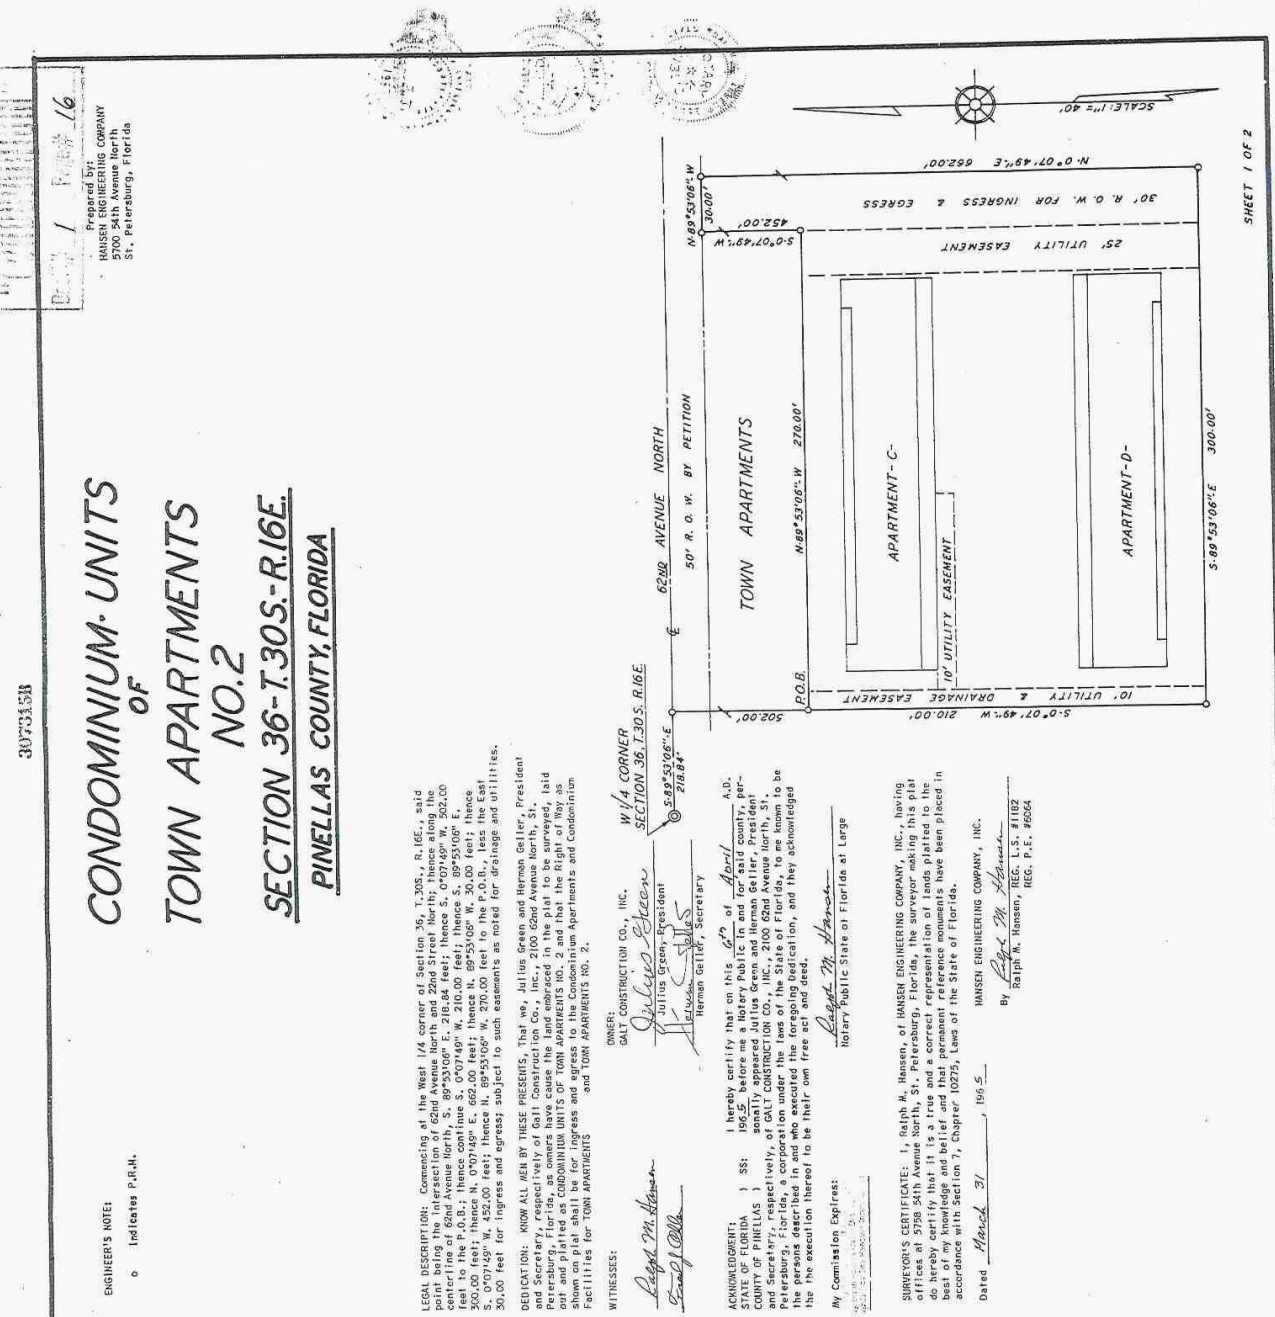 307315B
1
16
Prepared by:
HANSEN ENGINEERING COMPANY
5700 54th Avenue North
St. Petersburg, Florida
CONDOMINIUM· UNITS
OF
TOWN APARTMENTS
NO.2
SECTION 36-T.30S.-R.16E.
PINELLAS COUNTY, FLORIDA
ENGINEER'S NOTE:
o Indicates P.R.M.
LEGAL DESCRIPTION: Commencing at the West 1/4 corner of Section 36, T.30S., R.16E., said
point being the intersection of 62nd Avenue North and 22nd Street North; thence along the
centerline of 62nd Avenue North, S. 89°53'06" E. 218.84 feet; thence S. 0°07'49" W. 502.00
feet to the P.O.B.; thence continue S. 0°07'49" W. 210.00 feet; thence S. 89°53'06" E.
300.00 feet; thence N. 0°07'49" E. 662.00 feet; thence N. 89°53'06" W. 30.00 feet; thence
S. 0°07'49" W. 452.00 feet; thence N. 89°53'06" W. 270.00 feet to the P.O.B., less the East
30.00 feet for ingress and egress; subject to such easements as noted for drainage and utilities.
DEDICATION: KNOW ALL MEN BY THESE PRESENTS, That we, Julius Green and Herman Geller, President
and Secretary, respectively of Galt Construction Co., Inc., 2100 62nd Avenue North, St.
Petersburg, Florida, as owners have cause the land embraced in the plat to be surveyed, laid
out and platted as CONDOMINIUM UNITS OF TOWN APARTMENTS NO. 2 and that the Right of Way as
shown on plat shall be for ingress and egress to the Condominium Apartments and Condominium
Facilities for TOWN APARTMENTS and TOWN APARTMENTS NO. 2.
WITNESSES:
Ralph M. Hansen
OWNER:
GALT CONSTRUCTION CO., INC.
Julius Green
Julius Green, President
Herman Geller
Herman Geller, Secretary
ACKNOWLEDGMENT:
STATE OF FLORIDA ) SS:
COUNTY OF PINELLAS )
I hereby certify that on this 6th of April A.D.
1965 before me a Notary Public in and for said county, per-
sonally appeared Julius Green and Herman Geller, President
and Secretary, respectively, of GALT CONSTRUCTION CO., INC., 2100 62nd Avenue North, St.
Petersburg, Florida, a corporation under the laws of the State of Florida, to me known to be
the persons described in and who executed the foregoing Dedication, and they acknowledged
the the execution thereof to be their own free act and deed.
My Commission Expires:
Ralph M. Hansen
Notary Public State of Florida at Large
SURVEYOR'S CERTIFICATE: I, Ralph M. Hansen, of HANSEN ENGINEERING COMPANY, INC., having
offices at 5758 54th Avenue North, St. Petersburg, Florida, the surveyor making this plat
do hereby certify that it is a true and a correct representation of lands platted to the
best of my knowledge and belief and that permanent reference monuments have been placed in
accordance with Section 7, Chapter 10275, Laws of the State of Florida.
Dated March 31, 1965
HANSEN ENGINEERING COMPANY, INC.
By Ralph M. Hansen
Ralph M. Hansen, REG. L.S. #1182
REG. P.E. #6064
W 1/4 CORNER
SECTION 36, T.30 S. R.16E.
S-89°53'06"-E
218.84'
62ND AVENUE NORTH
50' R. O. W. BY PETITION
502.00'
TOWN APARTMENTS
P.O.B.
N-89°53'06"-W 270.00'
N-89°53'06"-W
30.00'
S-0°07'49"-W
452.00'
N-0°07'49"-E 662.00'
30' R. O. W. FOR INGRESS & EGRESS
25' UTILITY EASEMENT
APARTMENT-C-
10' UTILITY EASEMENT
APARTMENT-D-
10' UTILITY & DRAINAGE EASEMENT
S-0°07'49"-W 210.00'
S-89°53'06"-E 300.00'
SCALE: 1"= 40'
SHEET 1 OF 2